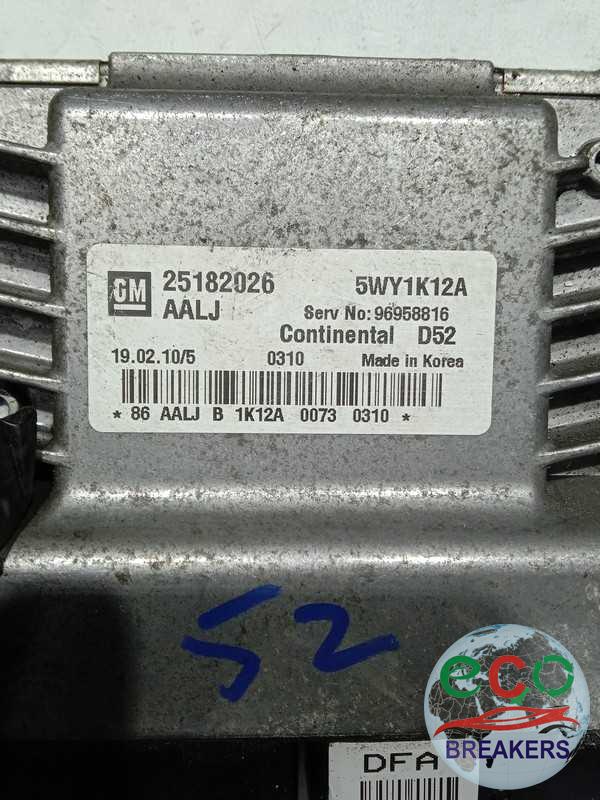 GM 25182026 5WY1K12A
AALJ Serv No: 96958816
Continental D52
19.02.10/5 0310 Made in Korea
* 86 AALJ B 1K12A 0073 0310 *
52
eco
BREAKERS
DFA